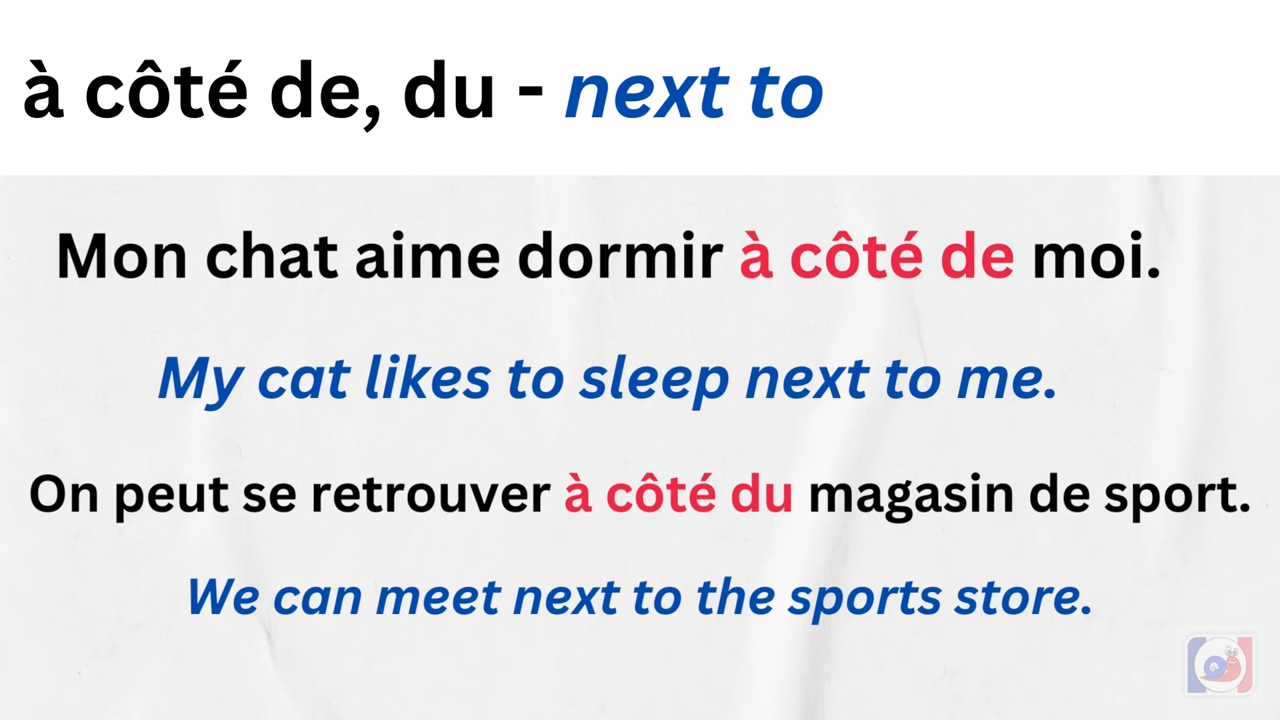 à côté de, du - next to
Mon chat aime dormir à côté de moi.
My cat likes to sleep next to me.
On peut se retrouver à côté du magasin de sport.
We can meet next to the sports store.